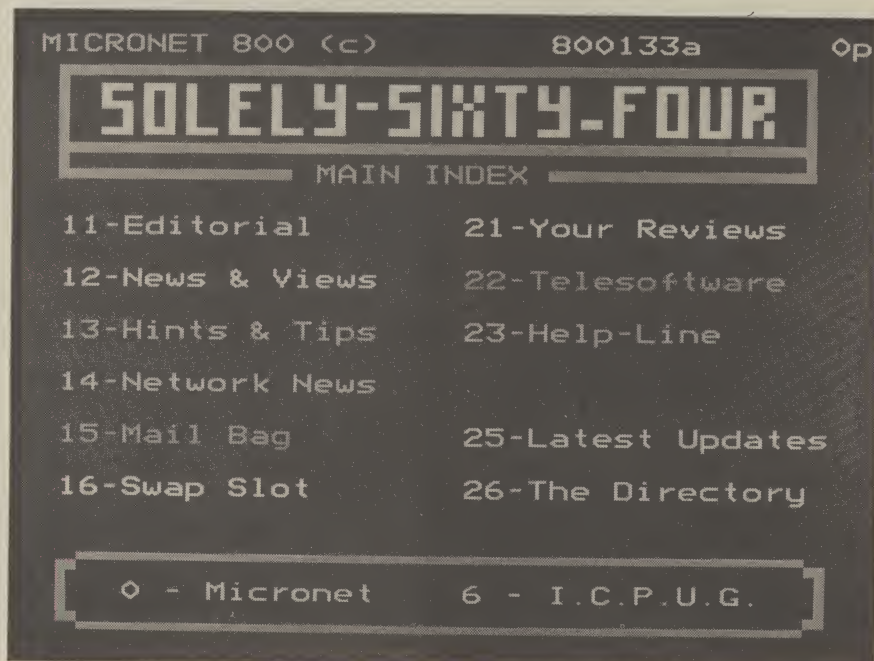 MICRONET 800 (c) 800133a 0p
SOLELY-SIXTY-FOUR
MAIN INDEX
11-Editorial 21-Your Reviews
12-News & Views 22-Telesoftware
13-Hints & Tips 23-Help-Line
14-Network News
15-Mail Bag 25-Latest Updates
16-Swap Slot 26-The Directory
0 - Micronet 6 - I.C.P.U.G.